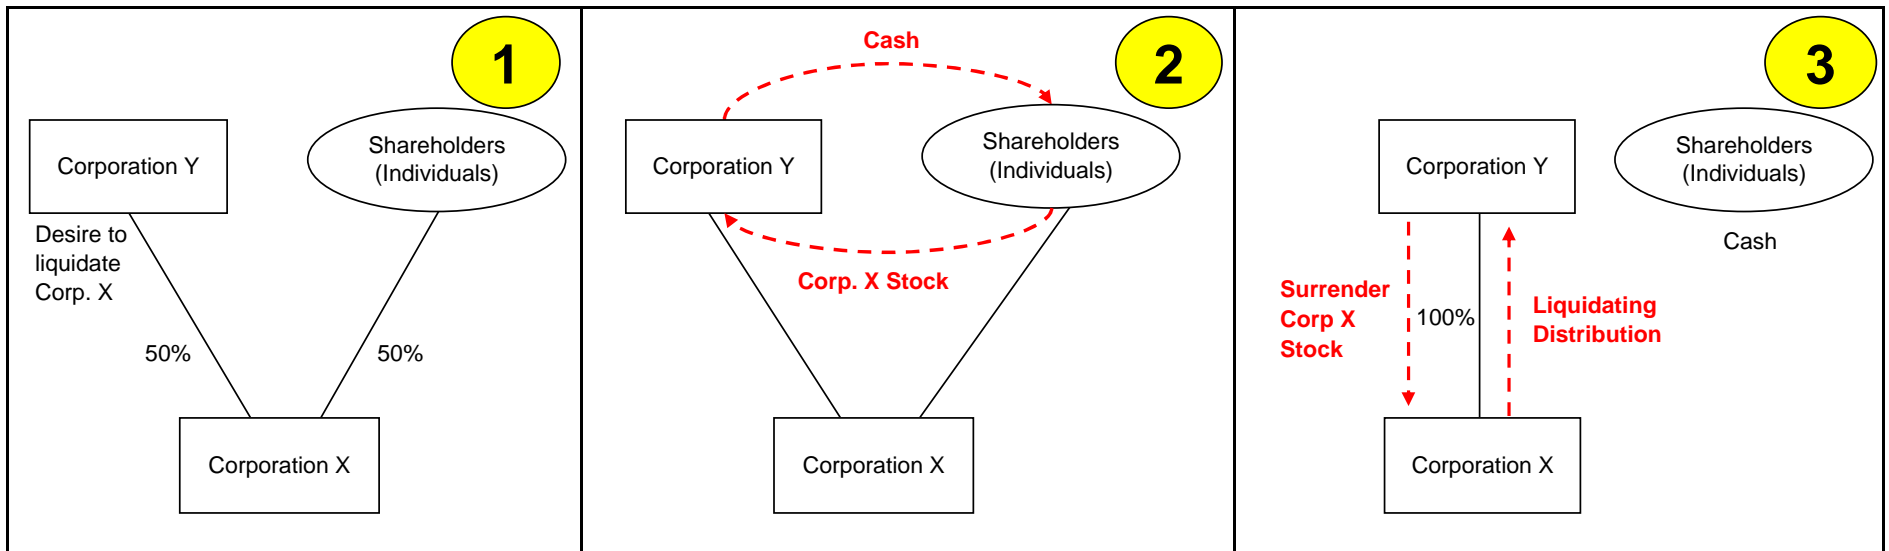 1
Corporation Y
Shareholders
(Individuals)
Desire to
liquidate
Corp. X
50%
50%
Corporation X
2
Cash
Corporation Y
Shareholders
(Individuals)
Corp. X Stock
Corporation X
3
Corporation Y
Shareholders
(Individuals)
Cash
Surrender
Corp X
Stock
100%
Liquidating
Distribution
Corporation X